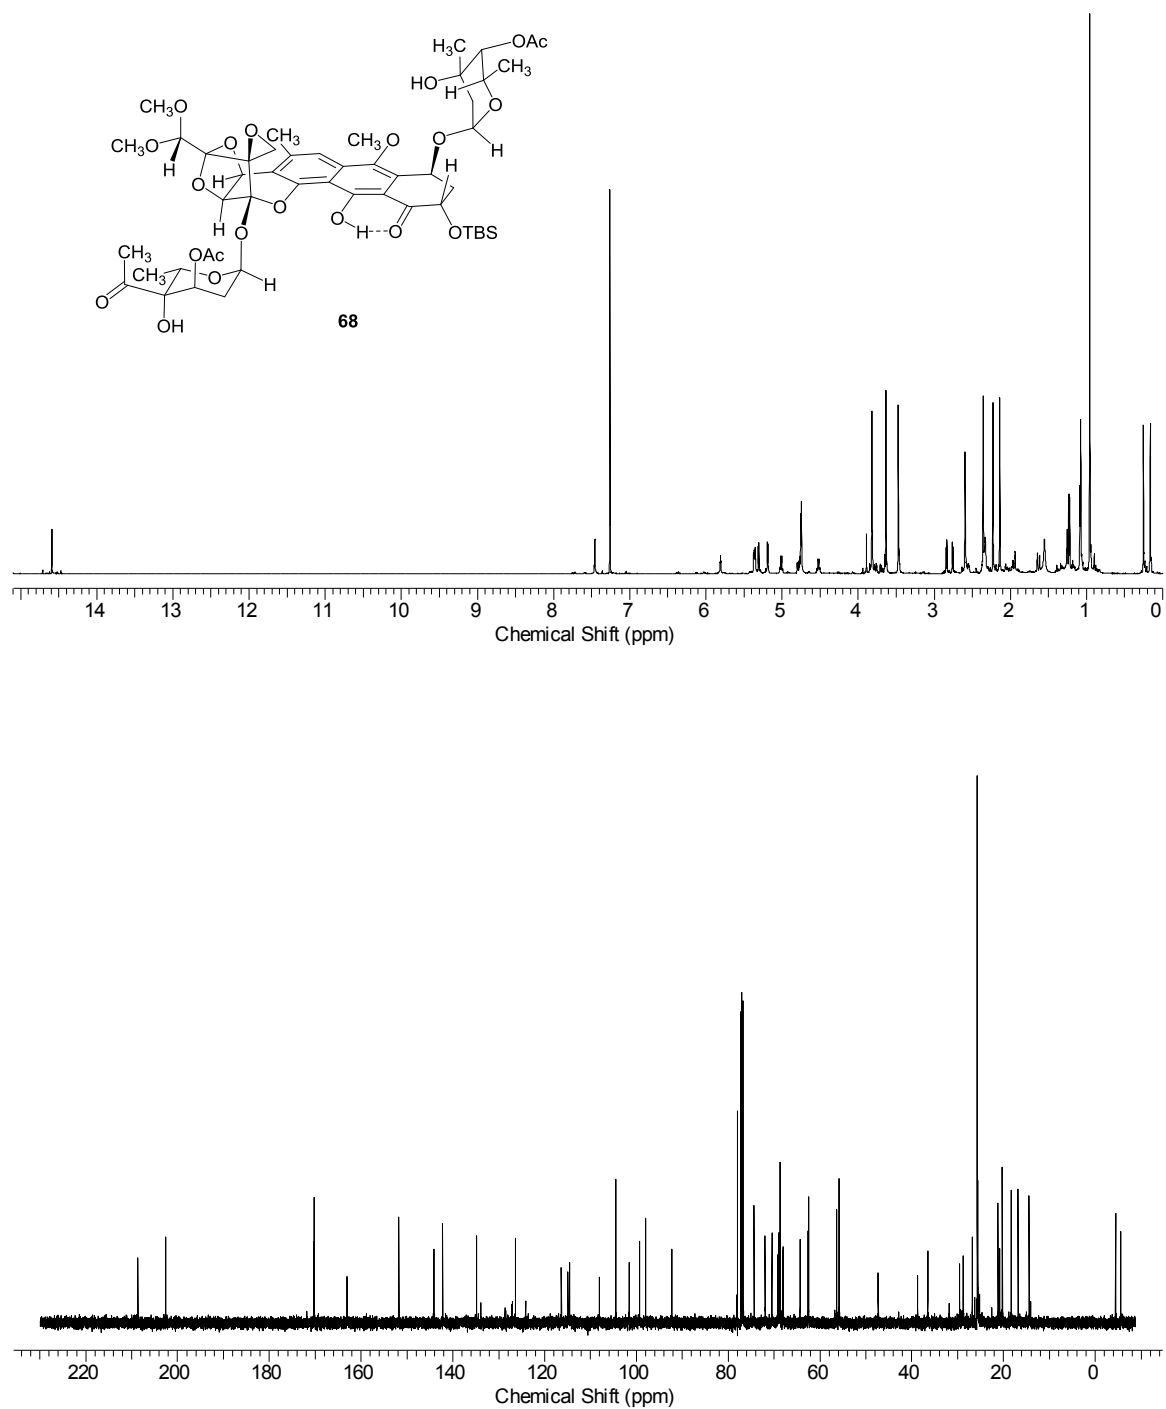 H₃C
OAc
HO
CH₃
H
O
CH₃O
O
H
CH₃O
O
O
CH₃
CH₃O
H
H
O
H
O
H
O
O
H
O
OTBS
CH₃
OAc
CH₃
O
H
O
OH
68
14 13 12 11 10 9 8 7 6 5 4 3 2 1 0
Chemical Shift (ppm)
220 200 180 160 140 120 100 80 60 40 20 0
Chemical Shift (ppm)